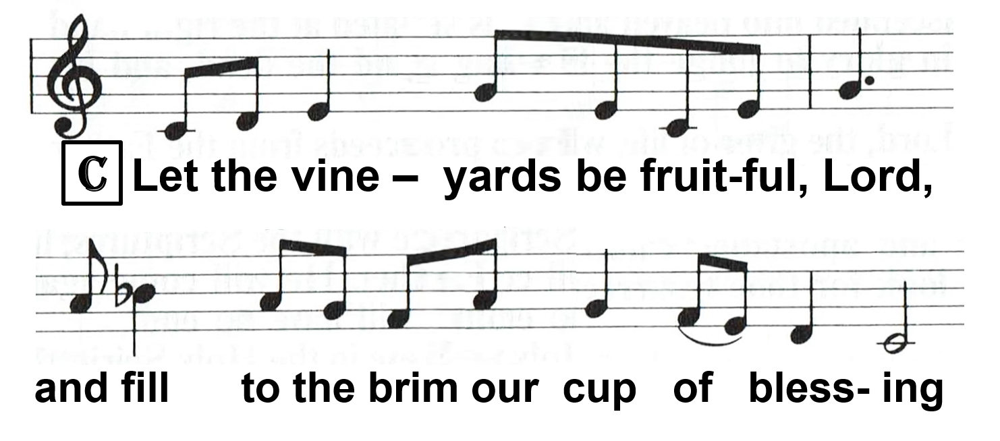 C Let the vine – yards be fruit-ful, Lord,
and fill to the brim our cup of bless- ing